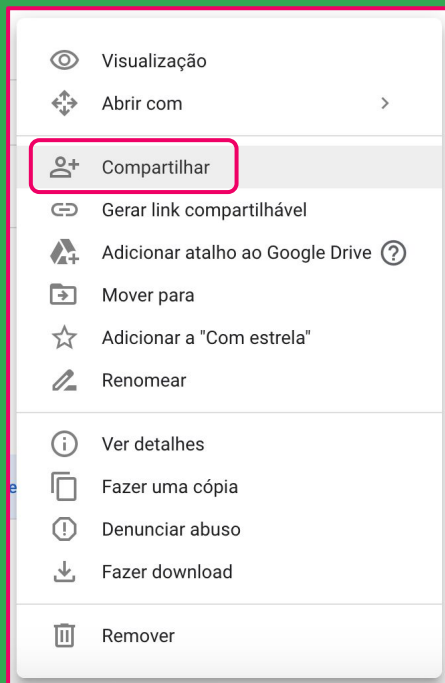 Visualização
Abrir com
Compartilhar
Gerar link compartilhável
Adicionar atalho ao Google Drive ?
Mover para
Adicionar a "Com estrela"
Renomear
e
Ver detalhes
Fazer uma cópia
Denunciar abuso
Fazer download
Remover